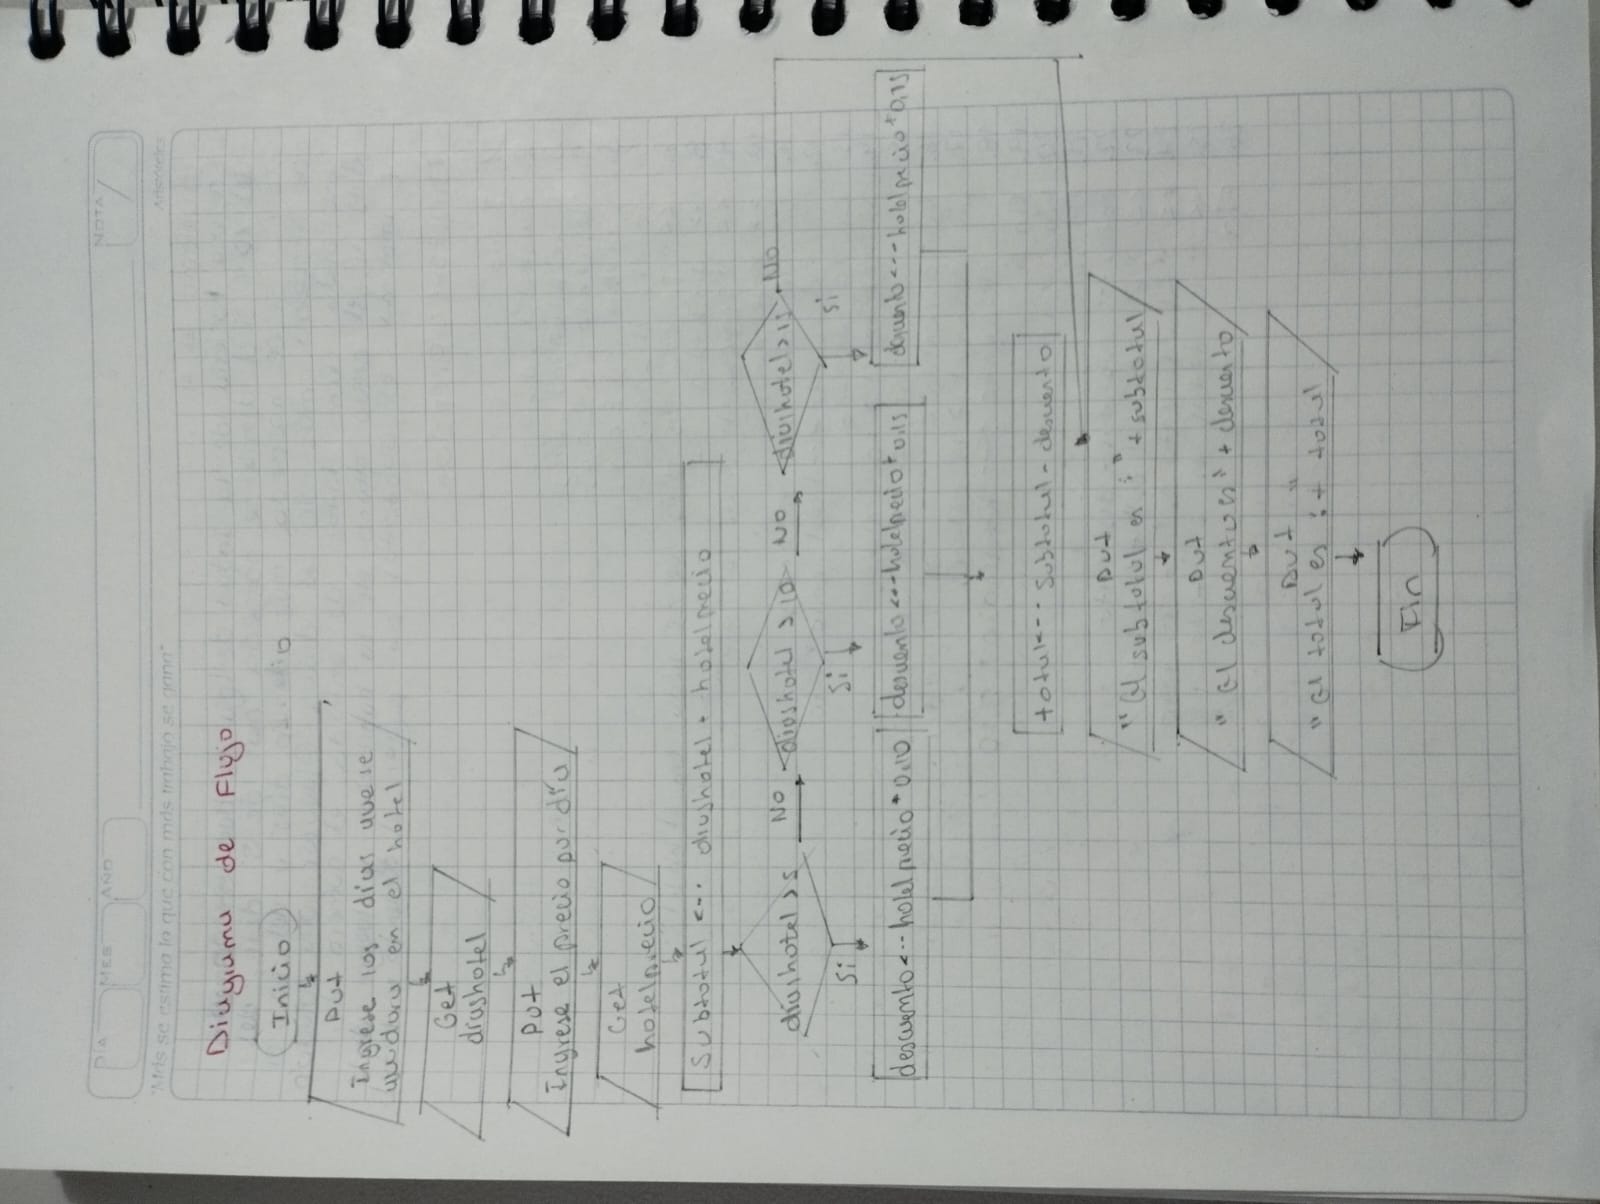 DÍA MES AÑO NOTA
"Más se estima lo que con más trabajo se gana" Aristóteles
Diagrama de Flujo
Inicio
Put
Ingrese los días que se
quedara en el hotel
Get
diashotel
Put
Ingrese el precio por día
Get
hotelprecio
Subtotal <-- diashotel * hotelprecio
diashotel >5 No diashotel >10 No diashotel >15 No
Si Si Si
descuento <-- hotelprecio * 0.10 descuento <-- hotelprecio * 0.15 descuento <-- hotelprecio * 0.15
total <-- subtotal - descuento
Put
"el subtotal es :" + subtotal
Put
"el descuento es" + descuento
Put
"el total es :" + total
Fin